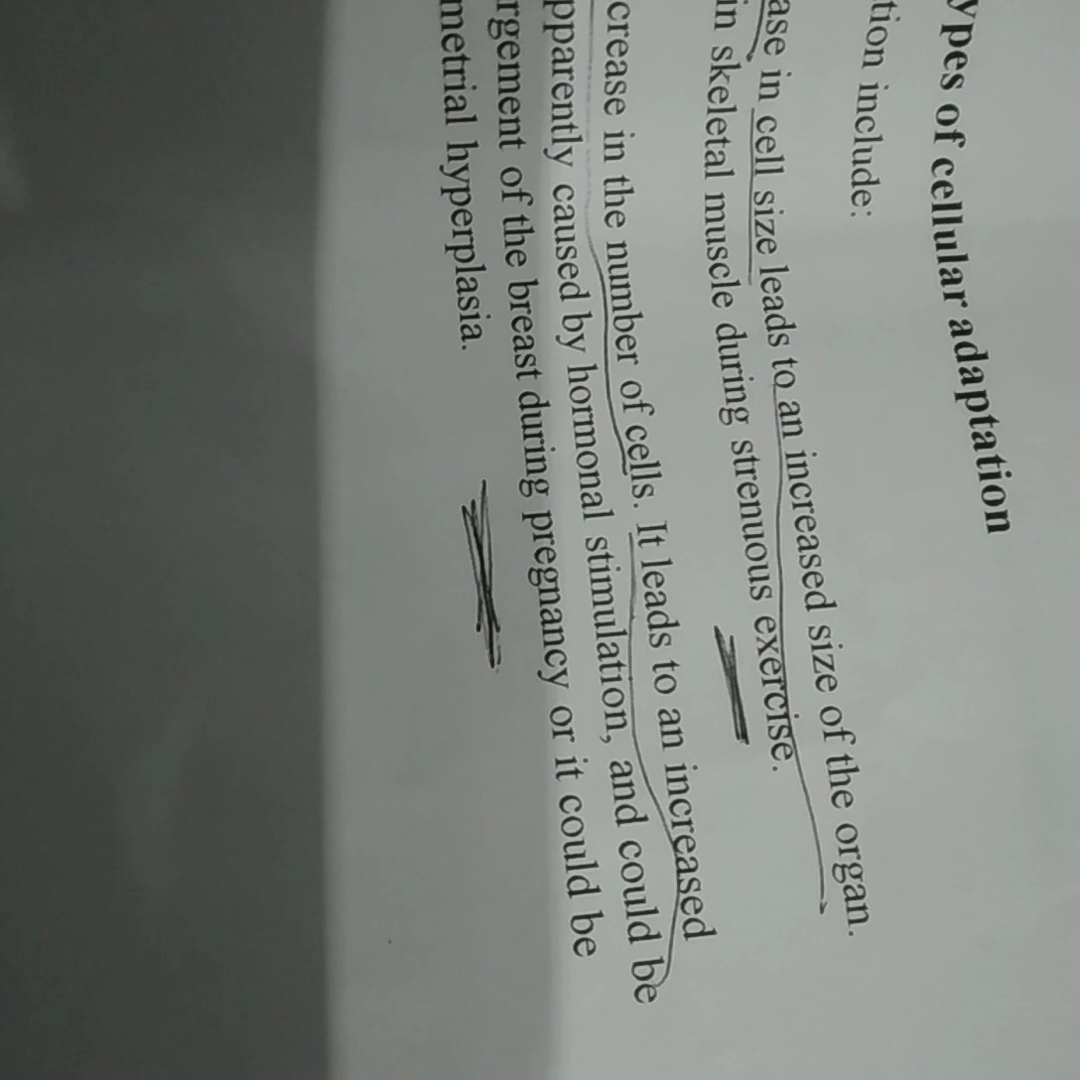 ypes of cellular adaptation
tion include:
ase in cell size leads to an increased size of the organ.
in skeletal muscle during strenuous exercise.
crease in the number of cells. It leads to an increased
pparently caused by hormonal stimulation, and could be
rgement of the breast during pregnancy or it could be
metrial hyperplasia.